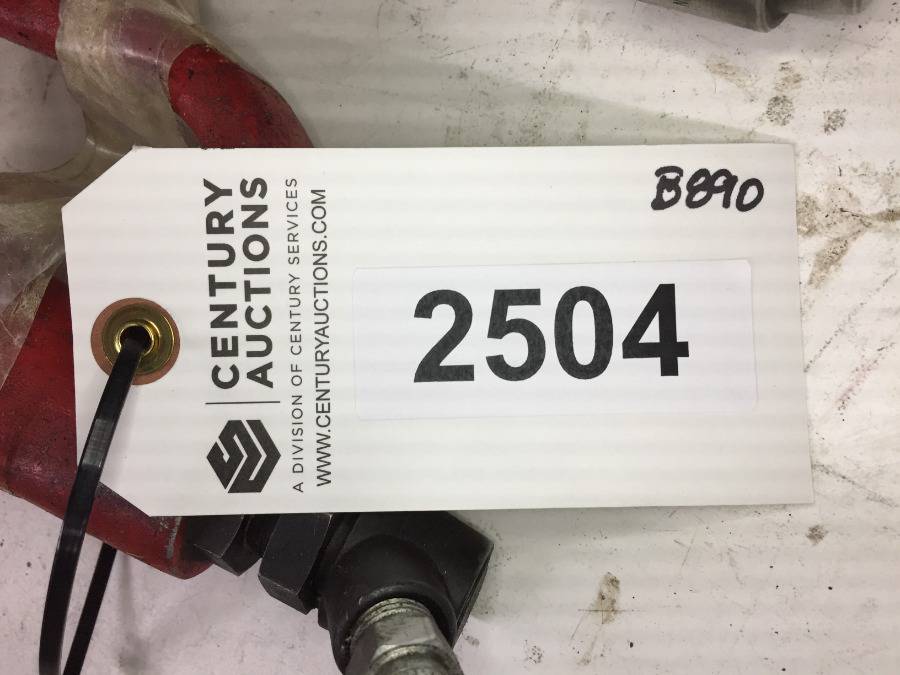 CENTURY
AUCTIONS
A DIVISION OF CENTURY SERVICES
WWW.CENTURYAUCTIONS.COM
B890
2504